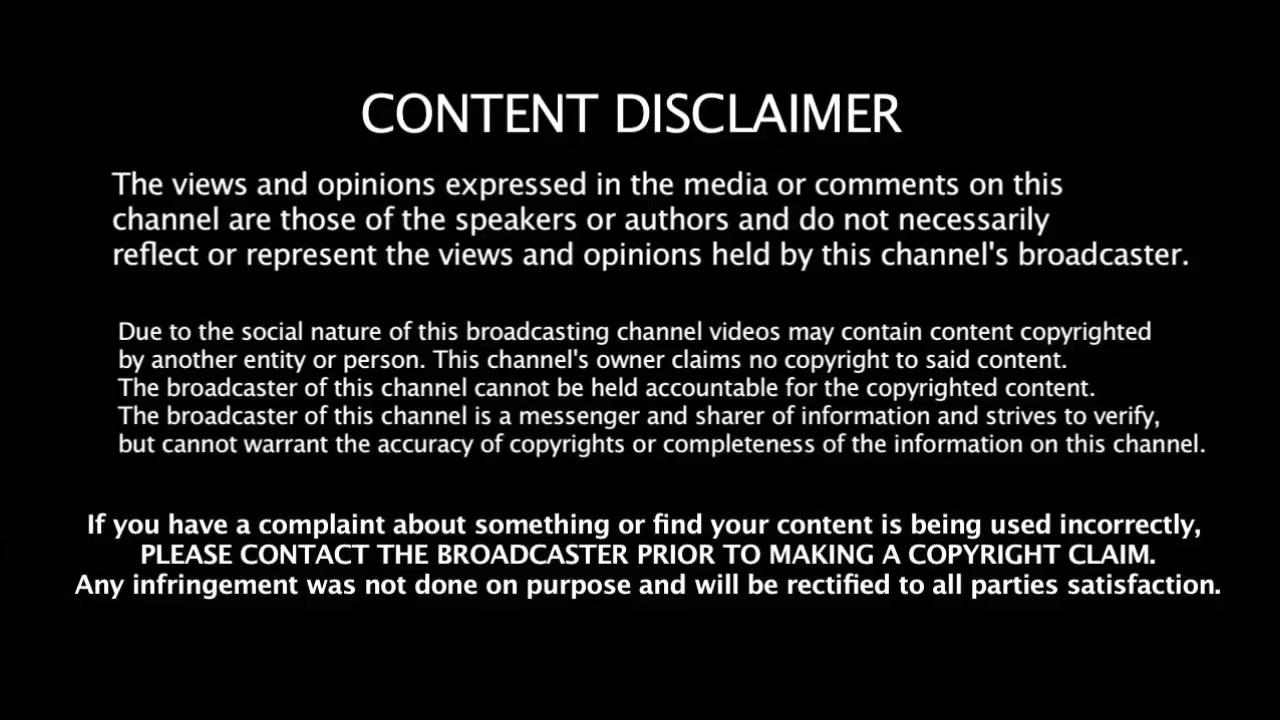 CONTENT DISCLAIMER
The views and opinions expressed in the media or comments on this
channel are those of the speakers or authors and do not necessarily
reflect or represent the views and opinions held by this channel's broadcaster.
Due to the social nature of this broadcasting channel videos may contain content copyrighted
by another entity or person. This channel's owner claims no copyright to said content.
The broadcaster of this channel cannot be held accountable for the copyrighted content.
The broadcaster of this channel is a messenger and sharer of information and strives to verify,
but cannot warrant the accuracy of copyrights or completeness of the information on this channel.
If you have a complaint about something or find your content is being used incorrectly,
PLEASE CONTACT THE BROADCASTER PRIOR TO MAKING A COPYRIGHT CLAIM.
Any infringement was not done on purpose and will be rectified to all parties satisfaction.